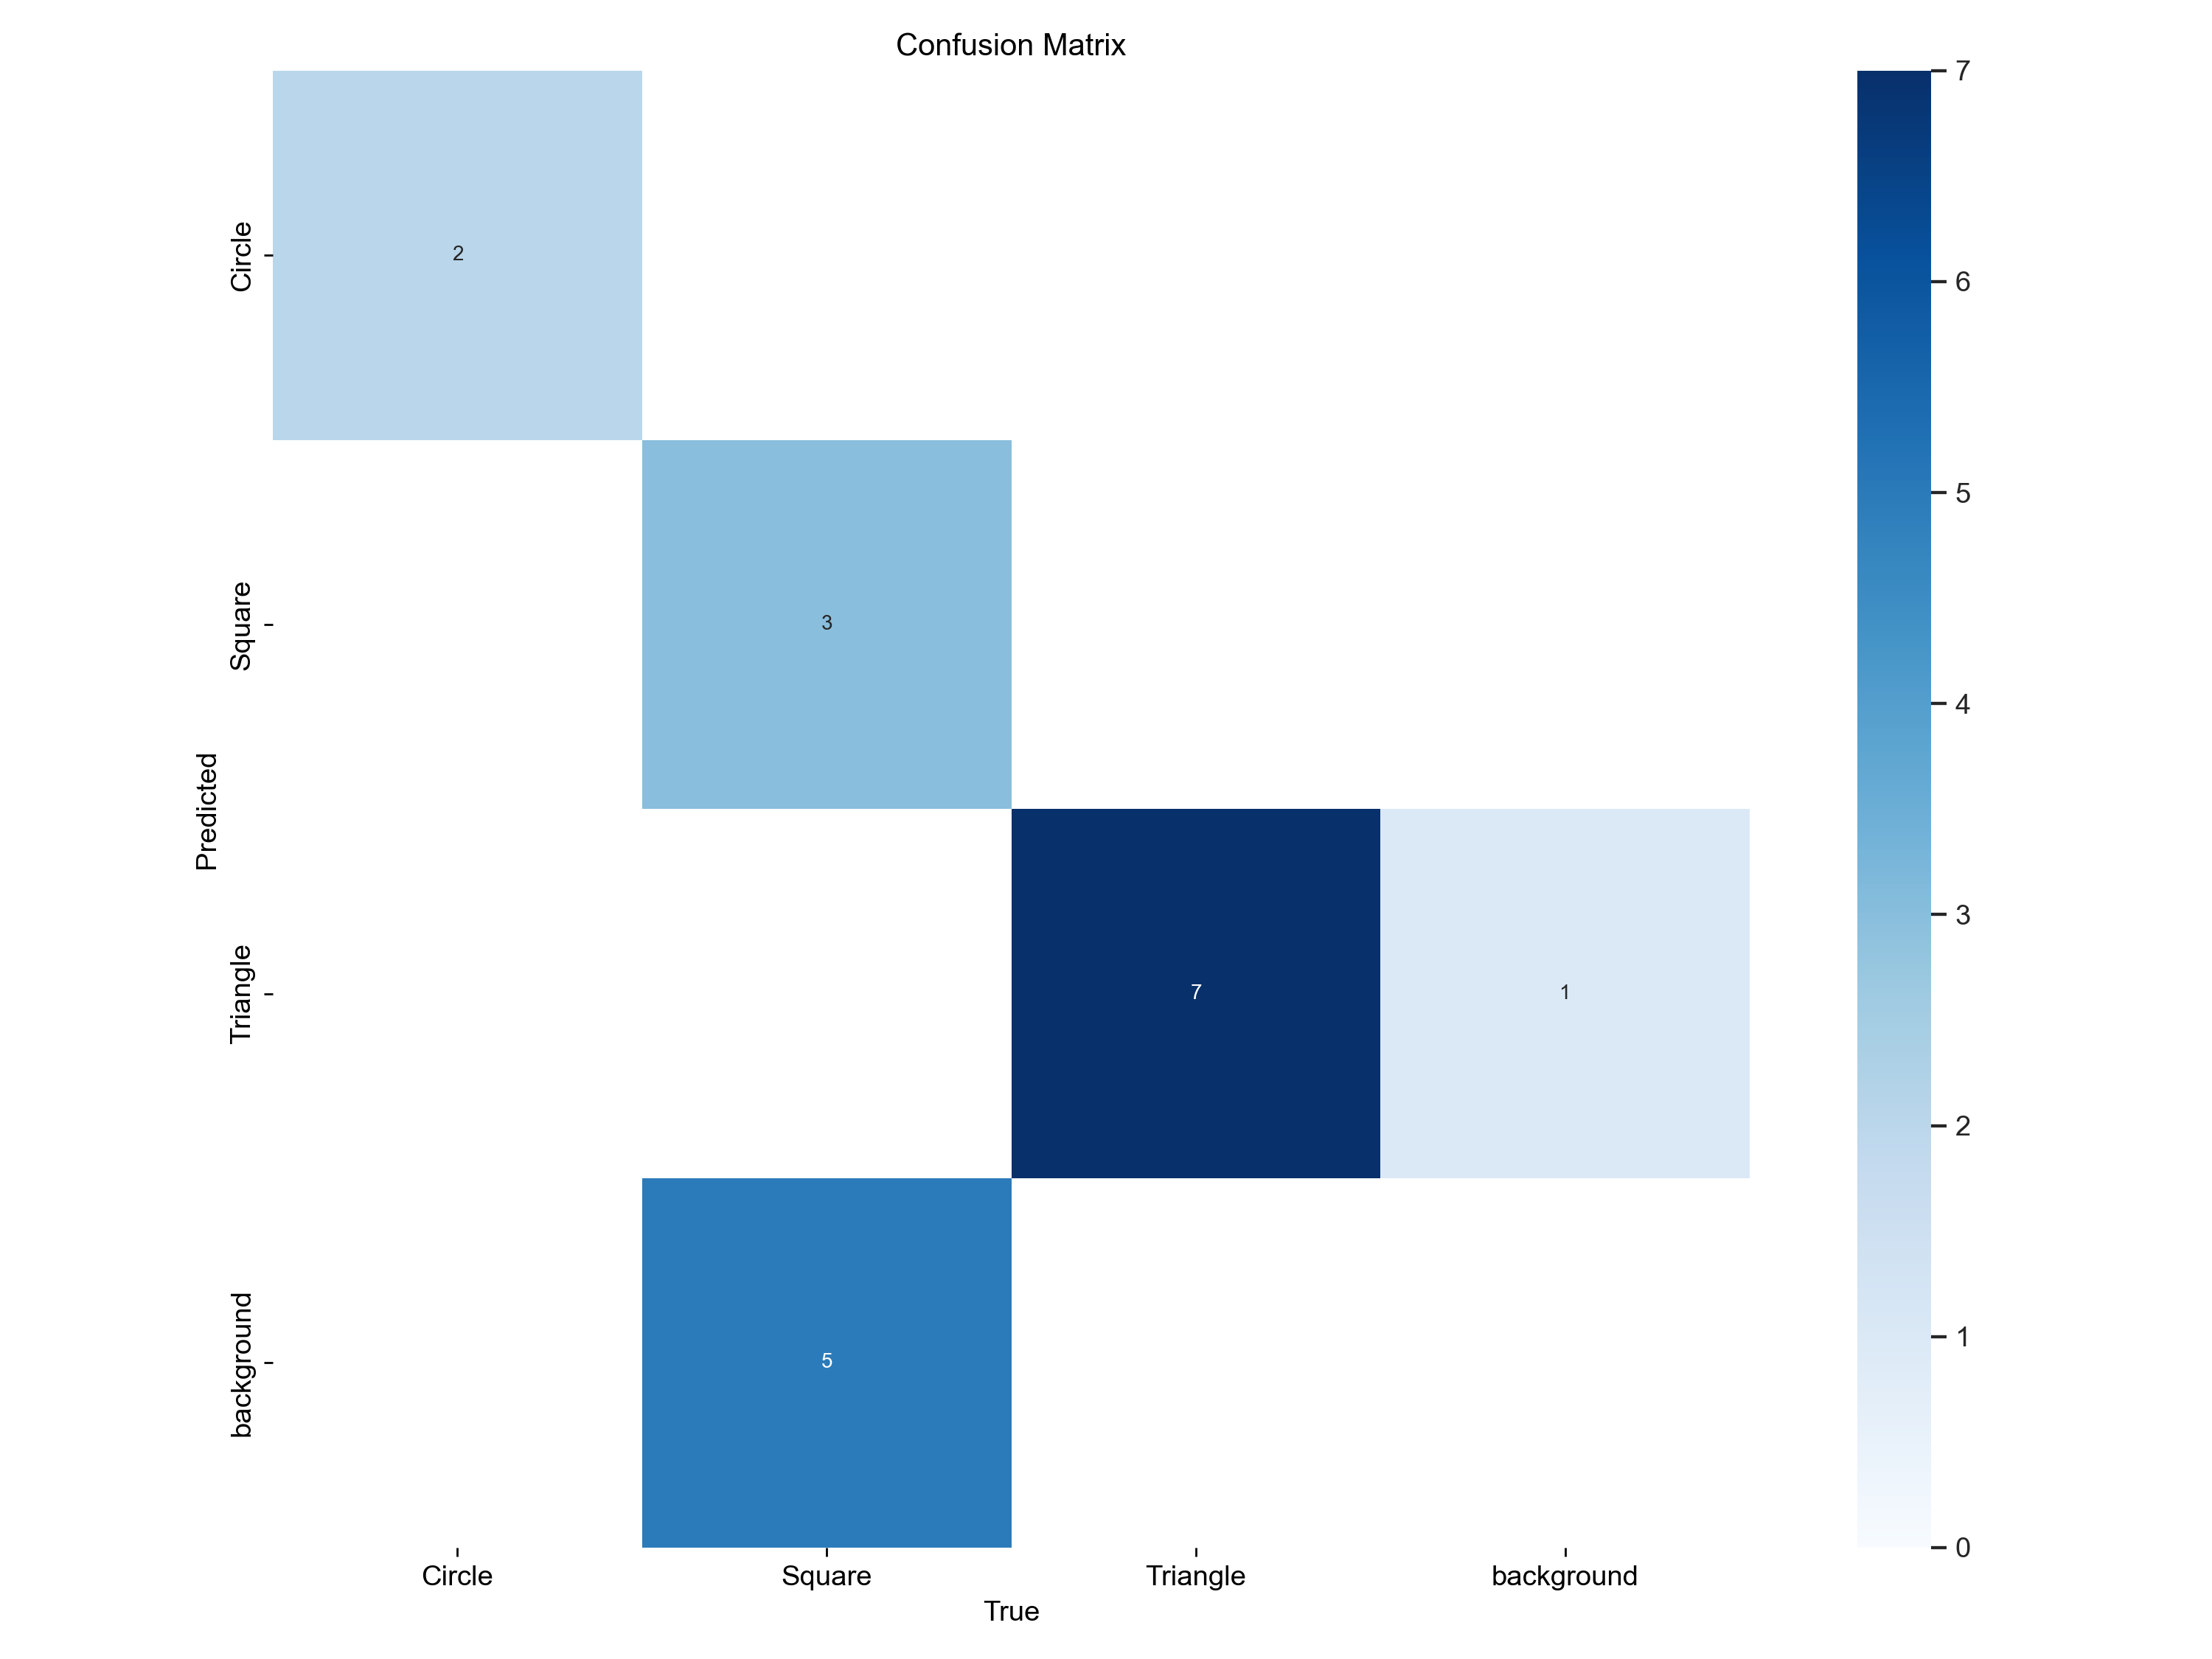 Confusion Matrix
7
6
5
4
3
2
1
0
Circle
Square
Triangle
background
Predicted
2
3
7 1
5
Circle Square Triangle background
True